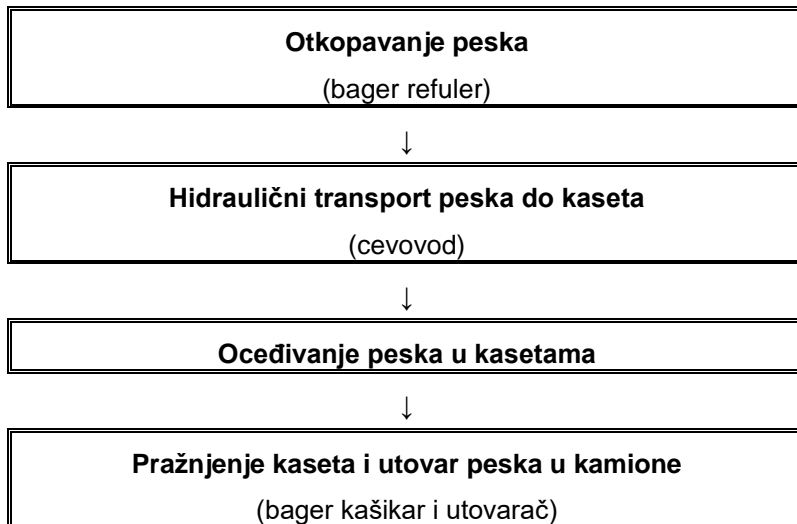 Otkopavanje peska
(bager refuler)
↓
Hidraulični transport peska do kaseta
(cevovod)
↓
Oceđivanje peska u kasetama
↓
Pražnjenje kaseta i utovar peska u kamione
(bager kašikar i utovarač)